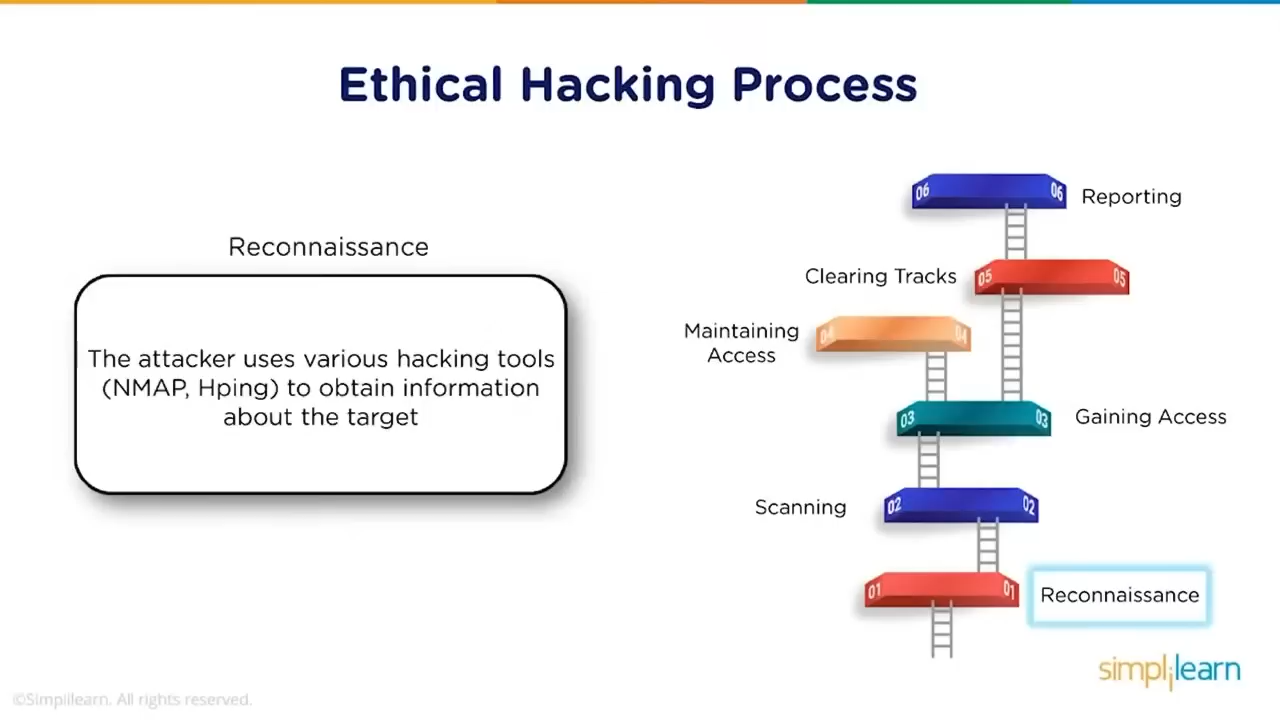 Ethical Hacking Process
Reconnaissance
The attacker uses various hacking tools
(NMAP, Hping) to obtain information
about the target
06 06 Reporting
Clearing Tracks 05 05
Maintaining
Access
04 04
03 03 Gaining Access
Scanning 02 02
01 01 Reconnaissance
simplilearn
©Simplilearn. All rights reserved.